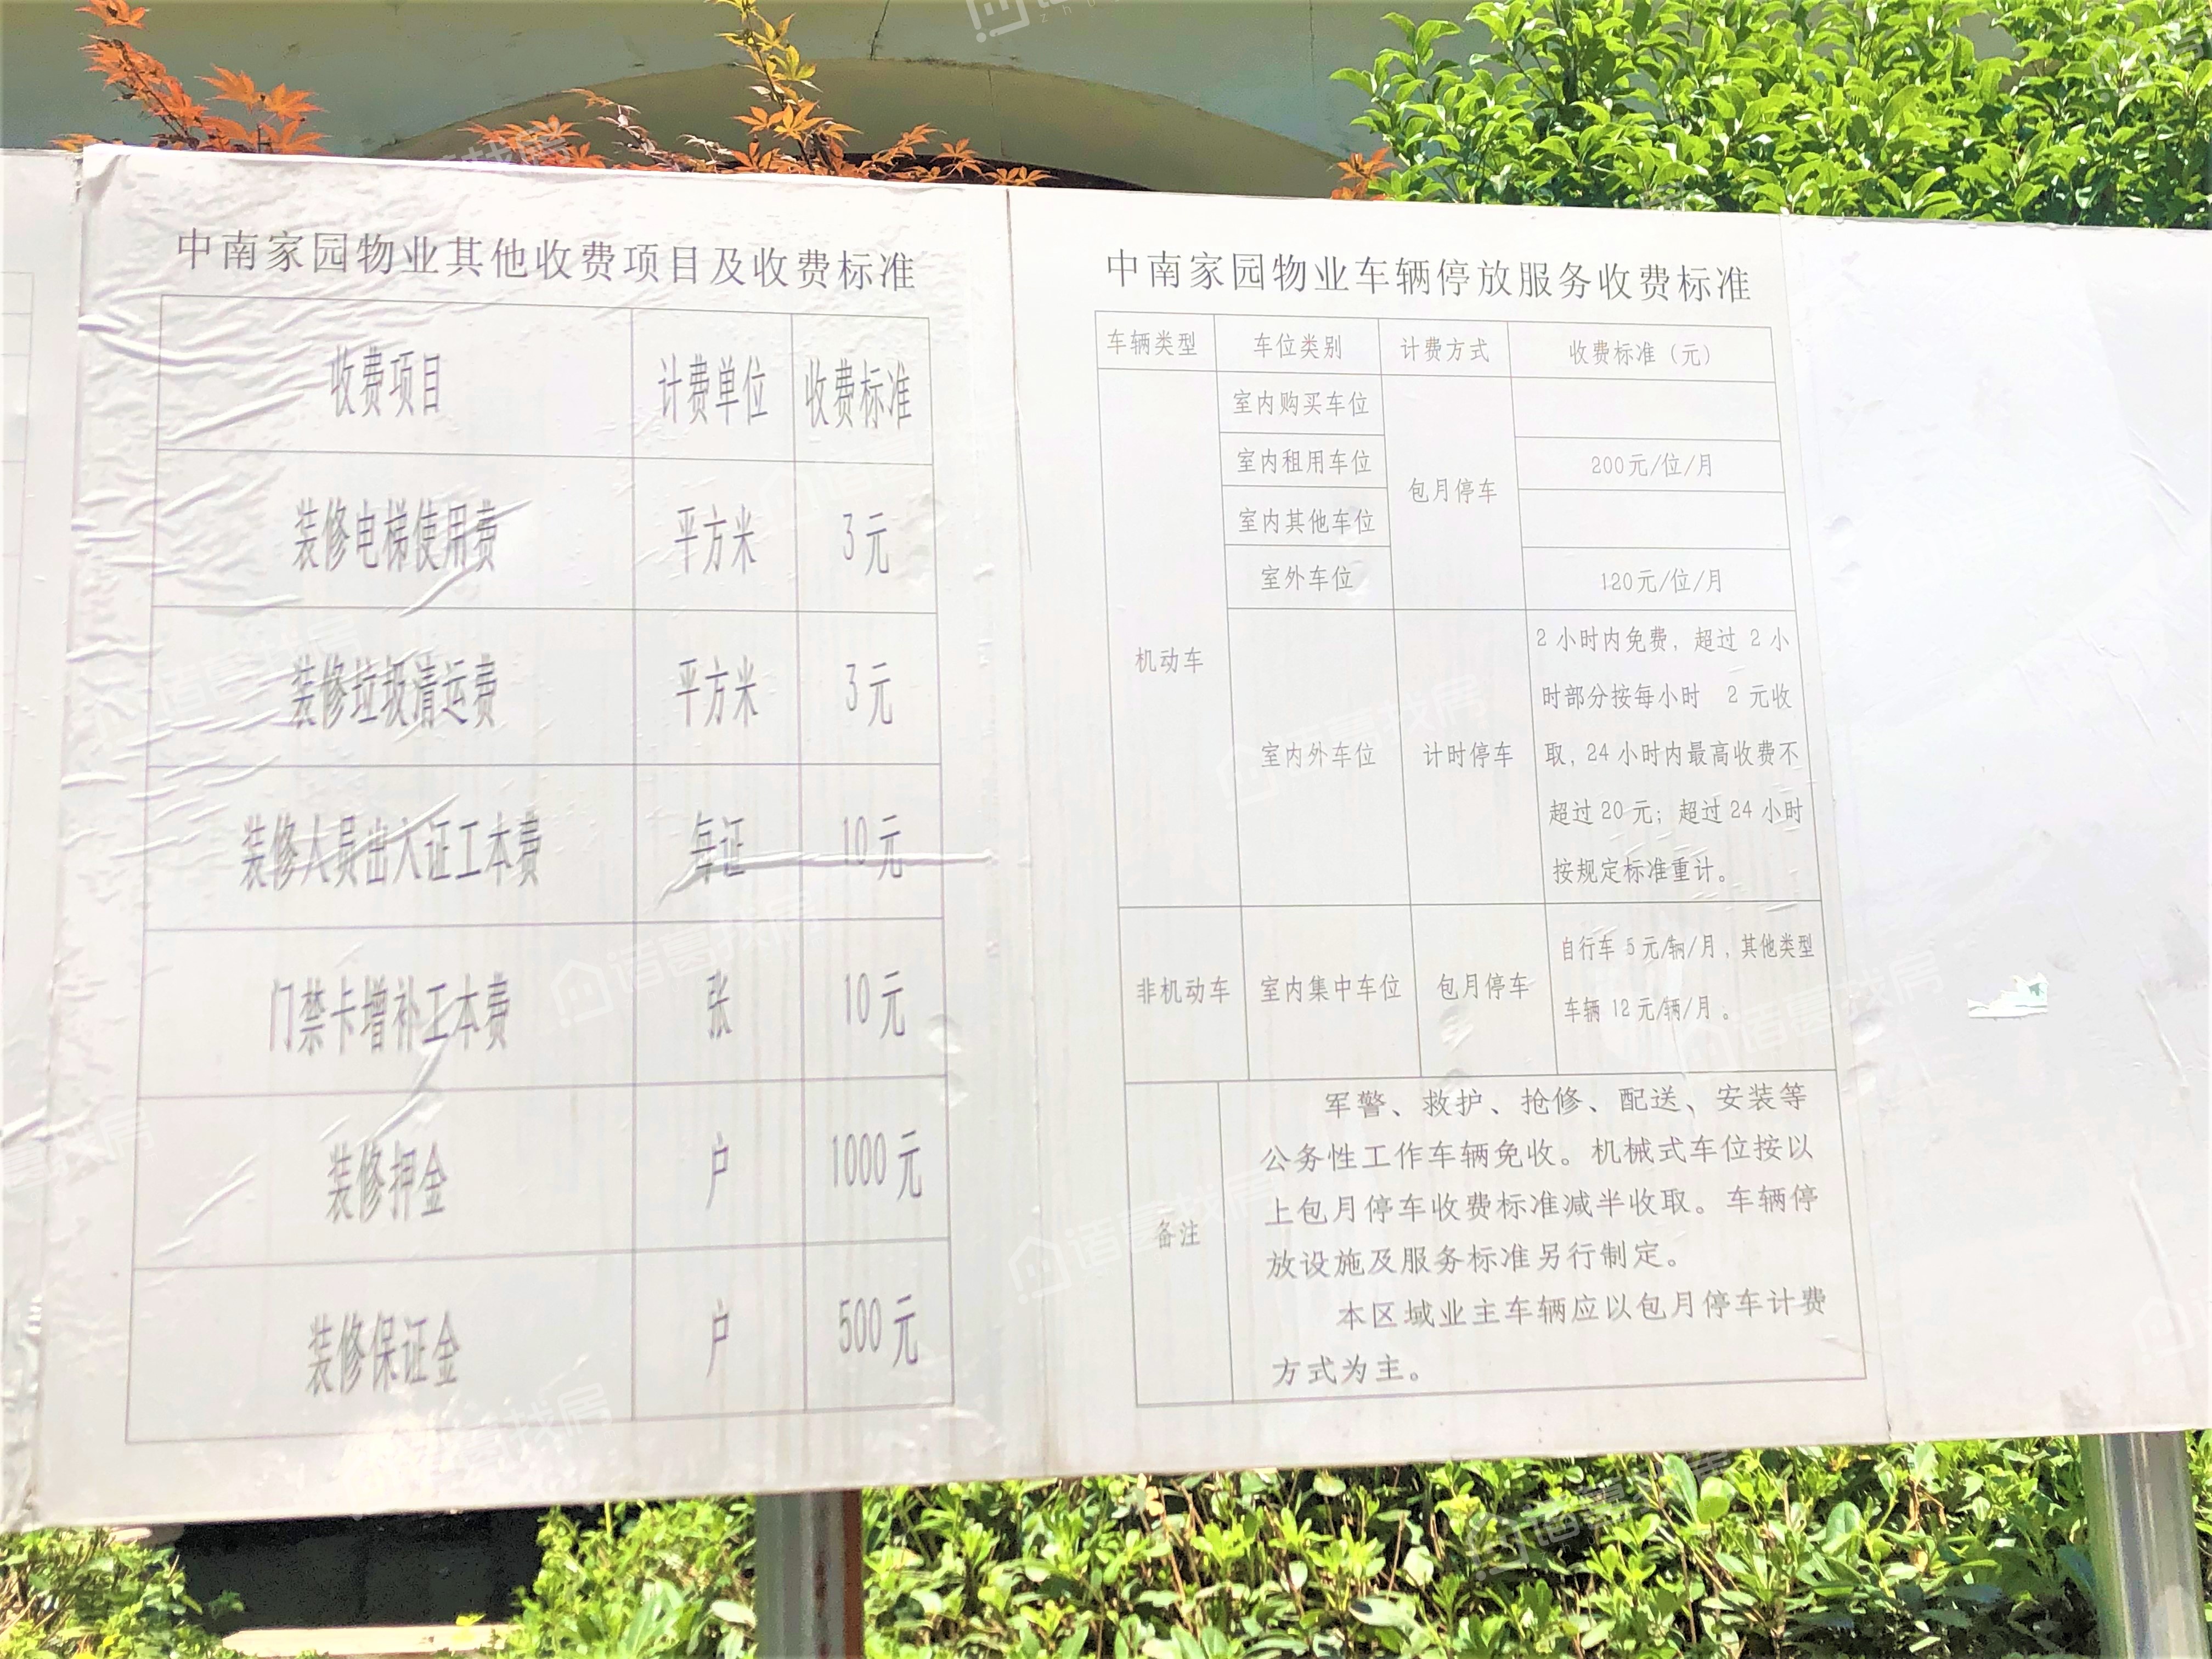 中南家园物业其他收费项目及收费标准
收费项目 计费单位 收费标准
装修电梯使用费 平方米 3元
装修垃圾清运费 平方米 3元
装修人员出入证工本费 每证 10元
门禁卡增补工本费 张 10元
装修押金 户 1000元
装修保证金 户 500元
中南家园物业车辆停放服务收费标准
车辆类型 车位类别 计费方式 收费标准（元）
机动车
室内购买车位
室内租用车位 200元/位/月
包月停车
室内其他车位
室外车位 120元/位/月
室内外车位 计时停车
2小时内免费，超过 2小
时部分按每小时 2元收
取，24小时内最高收费不
超过20元；超过24小时
按规定标准重计。
非机动车 室内集中车位 包月停车
自行车 5元/辆/月，其他类型
车辆 12元/辆/月。
备注
军警、救护、抢修、配送、安装等
公务性工作车辆免收。机械式车位按以
上包月停车收费标准减半收取。车辆停
放设施及服务标准另行制定。
本区域业主车辆应以包月停车计费
方式为主。
诸葛找房